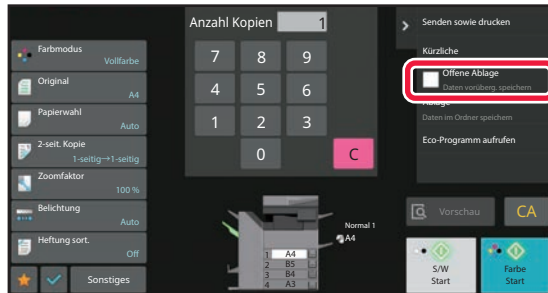 Anzahl Kopien 1
Farbmodus
Vollfarbe
Original
A4
Papierwahl
Auto
2-seit. Kopie
1-seitig→1-seitig
Zoomfaktor
100 %
Belichtung
Auto
Heftung sort.
Off
Sonstiges
7 8 9
4 5 6
1 2 3
0 C
Normal 1
A4
1 A4
2 B5
3 B4
4 A3
Senden sowie drucken
Kürzliche
Offene Ablage
Daten vorüberg. speichern
Ablage
Daten im Ordner speichern
Eco-Programm aufrufen
Vorschau
CA
S/W
Start
Farbe
Start